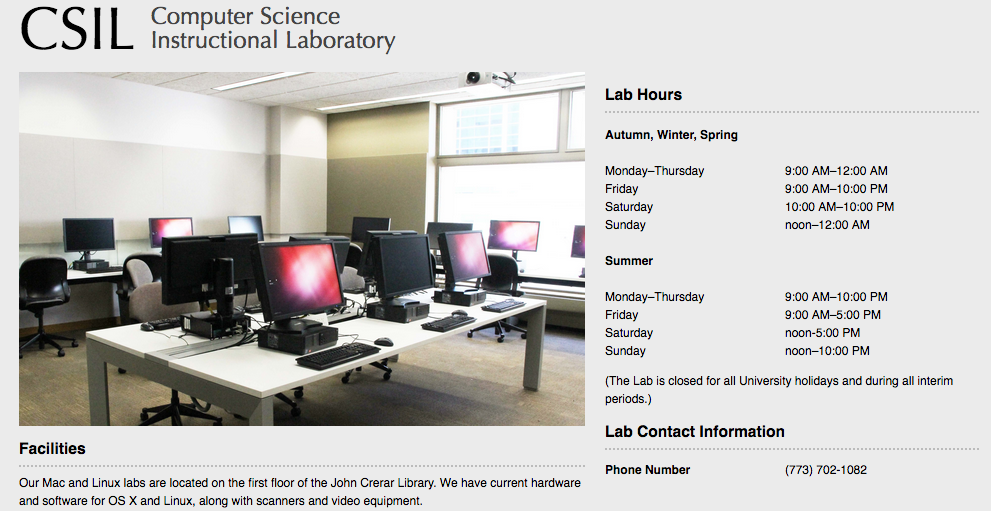 CSIL Computer Science
Instructional Laboratory
Facilities
Our Mac and Linux labs are located on the first floor of the John Crerar Library. We have current hardware
and software for OS X and Linux, along with scanners and video equipment.
Lab Hours
Autumn, Winter, Spring
Monday–Thursday 9:00 AM–12:00 AM
Friday 9:00 AM–10:00 PM
Saturday 10:00 AM–10:00 PM
Sunday noon–12:00 AM
Summer
Monday–Thursday 9:00 AM–10:00 PM
Friday 9:00 AM–5:00 PM
Saturday noon-5:00 PM
Sunday noon–10:00 PM
(The Lab is closed for all University holidays and during all interim
periods.)
Lab Contact Information
Phone Number (773) 702-1082